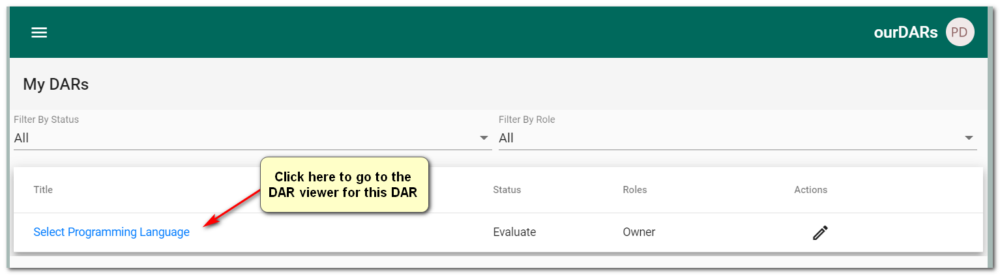 ourDARs PD
My DARs
Filter By Status
Filter By Role
All
All
Click here to go to the
DAR viewer for this DAR
Title
Status
Roles
Actions
Select Programming Language
Evaluate
Owner